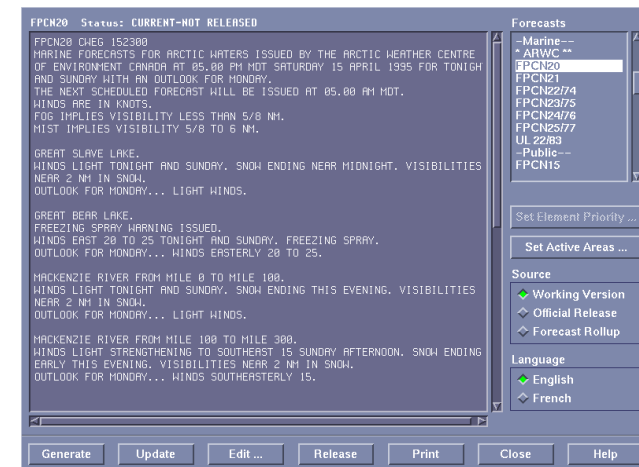 FPCN20   Status: CURRENT-NOT RELEASED
FPCN20 CWEG 152300
MARINE FORECASTS FOR ARCTIC WATERS ISSUED BY THE ARCTIC WEATHER CENTRE
OF ENVIRONMENT CANADA AT 05.00 PM MDT SATURDAY 15 APRIL 1995 FOR TONIGH
AND SUNDAY WITH AN OUTLOOK FOR MONDAY.
THE NEXT SCHEDULED FORECAST WILL BE ISSUED AT 05.00 AM MDT.
WINDS ARE IN KNOTS.
FOG IMPLIES VISIBILITY LESS THAN 5/8 NM.
MIST IMPLIES VISIBILITY 5/8 TO 6 NM.
GREAT SLAVE LAKE.
WINDS LIGHT TONIGHT AND SUNDAY. SNOW ENDING NEAR MIDNIGHT. VISIBILITIES
NEAR 2 NM IN SNOW.
OUTLOOK FOR MONDAY... LIGHT WINDS.
GREAT BEAR LAKE.
FREEZING SPRAY WARNING ISSUED.
WINDS EAST 20 TO 25 TONIGHT AND SUNDAY. FREEZING SPRAY.
OUTLOOK FOR MONDAY... WINDS EASTERLY 20 TO 25.
MACKENZIE RIVER FROM MILE 0 TO MILE 100.
WINDS LIGHT TONIGHT AND SUNDAY. SNOW ENDING THIS EVENING. VISIBILITIES
NEAR 2 NM IN SNOW.
OUTLOOK FOR MONDAY... LIGHT WINDS.
MACKENZIE RIVER FROM MILE 100 TO MILE 300.
WINDS LIGHT STRENGTHENING TO SOUTHEAST 15 SUNDAY AFTERNOON. SNOW ENDING
EARLY THIS EVENING. VISIBILITIES NEAR 2 NM IN SNOW.
OUTLOOK FOR MONDAY... WINDS SOUTHEASTERLY 15.
Forecasts
--Marine--
* ARWC **
FPCN20
FPCN21
FPCN22/74
FPCN23/75
FPCN24/76
FPCN25/77
UL 22/83
--Public--
FPCN15
Set Element Priority ...
Set Active Areas ...
Source
Working Version
Official Release
Forecast Rollup
Language
English
French
Generate
Update
Edit ...
Release
Print
Close
Help